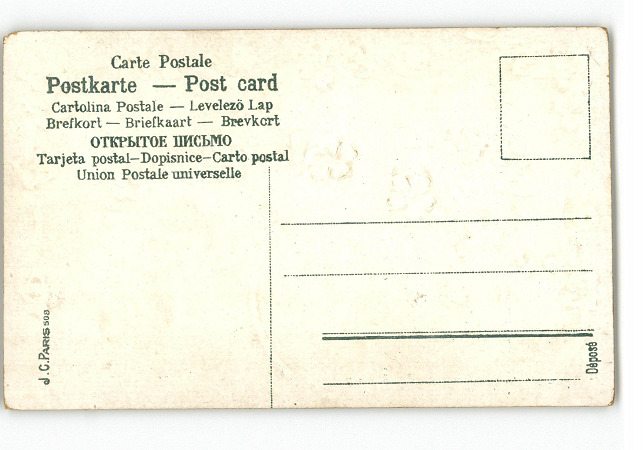 Carte Postale
Postkarte — Post card
Cartolina Postale — Levelezö Lap
Brefkort — Briefkaart — Brevkort
ОТКРЫТОЕ ПИСЬМО
Tarjeta postal—Dopisnice—Carto postal
Union Postale universelle
J.C. PARIS 508
Déposé